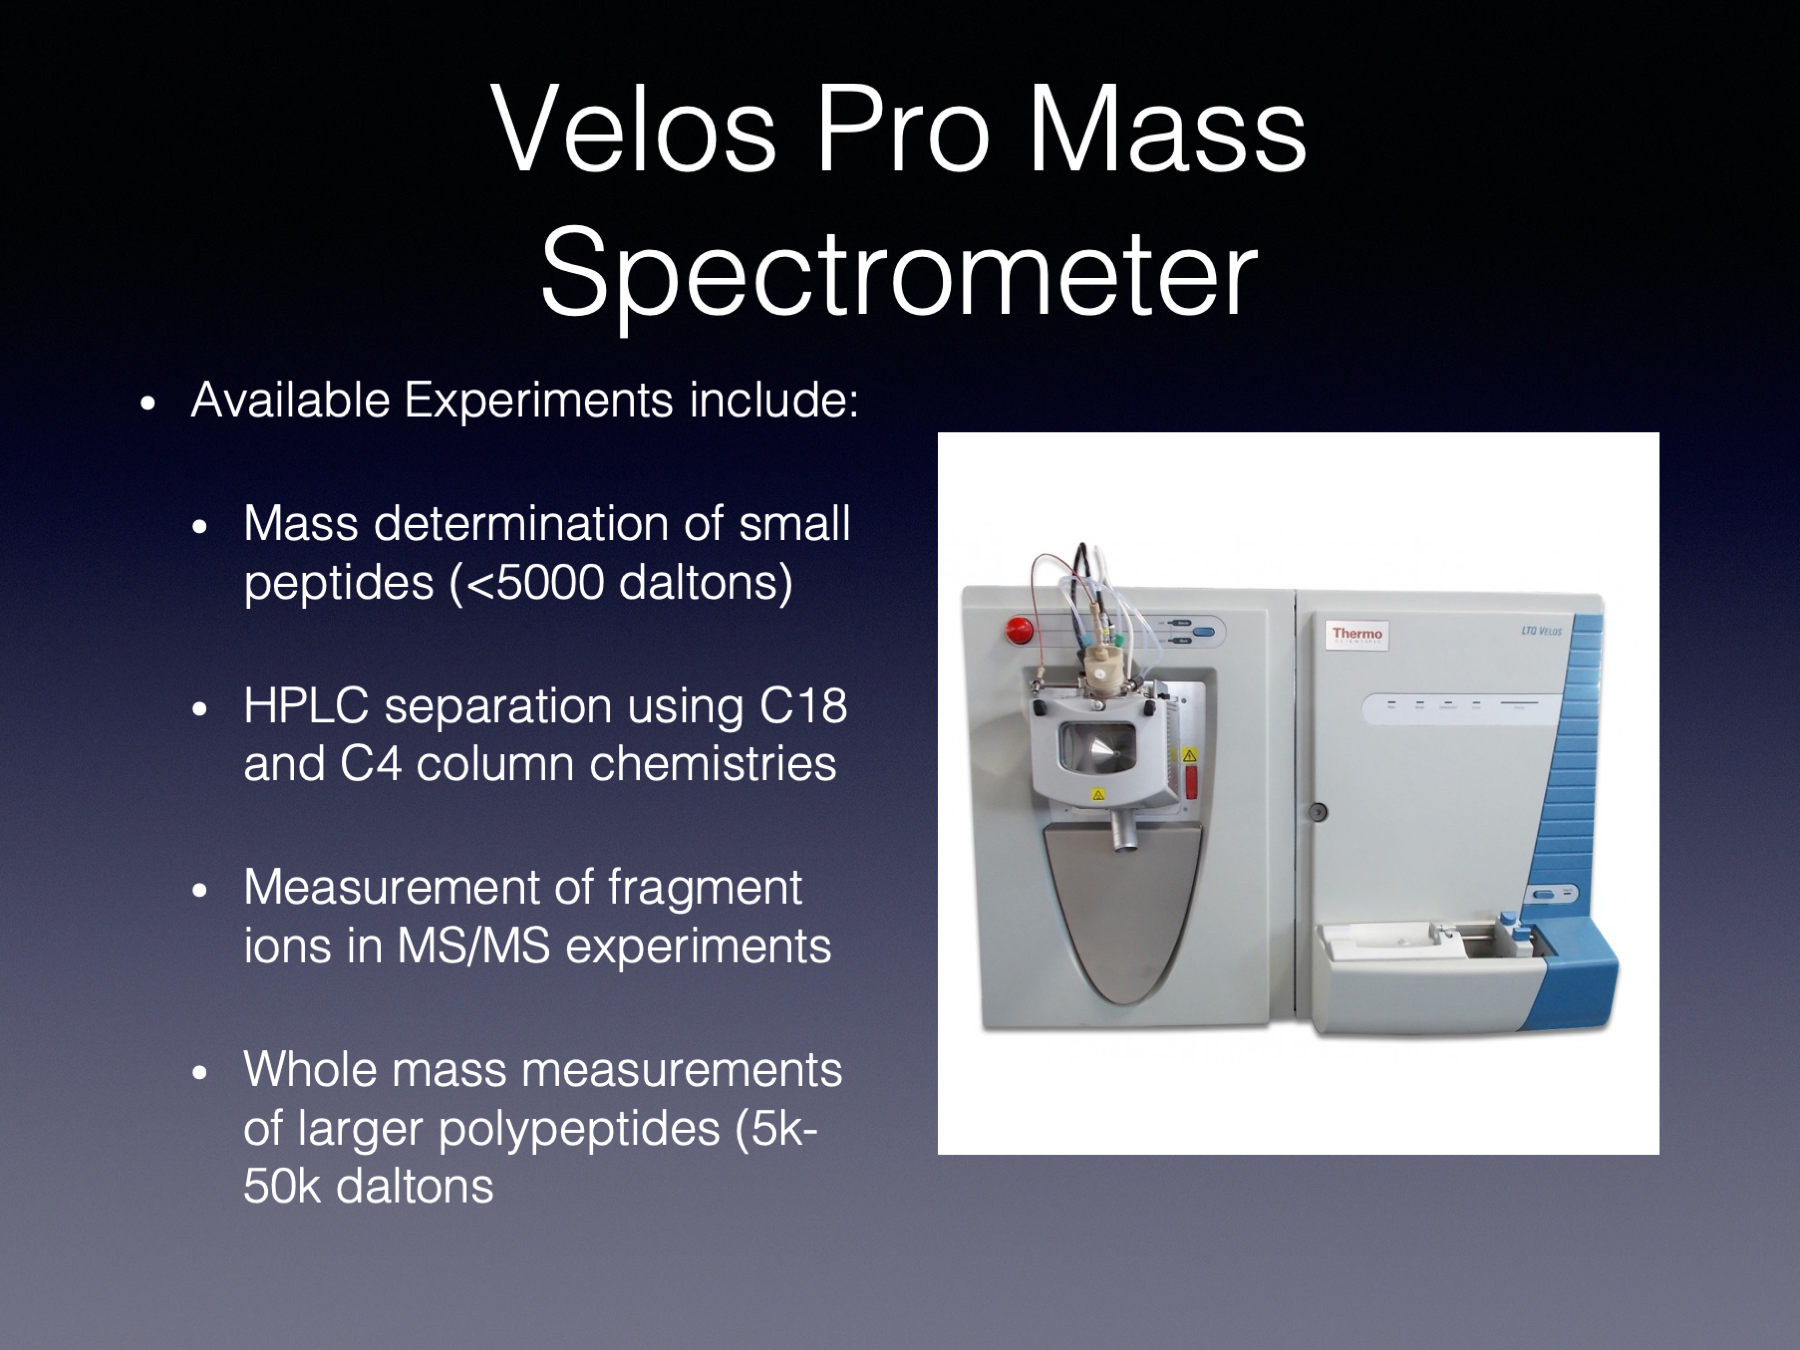 Velos Pro Mass
Spectrometer
• Available Experiments include:
• Mass determination of small
peptides (<5000 daltons)
• HPLC separation using C18
and C4 column chemistries
• Measurement of fragment
ions in MS/MS experiments
• Whole mass measurements
of larger polypeptides (5k-
50k daltons
Thermo
SCIENTIFIC
LTQ VELOS